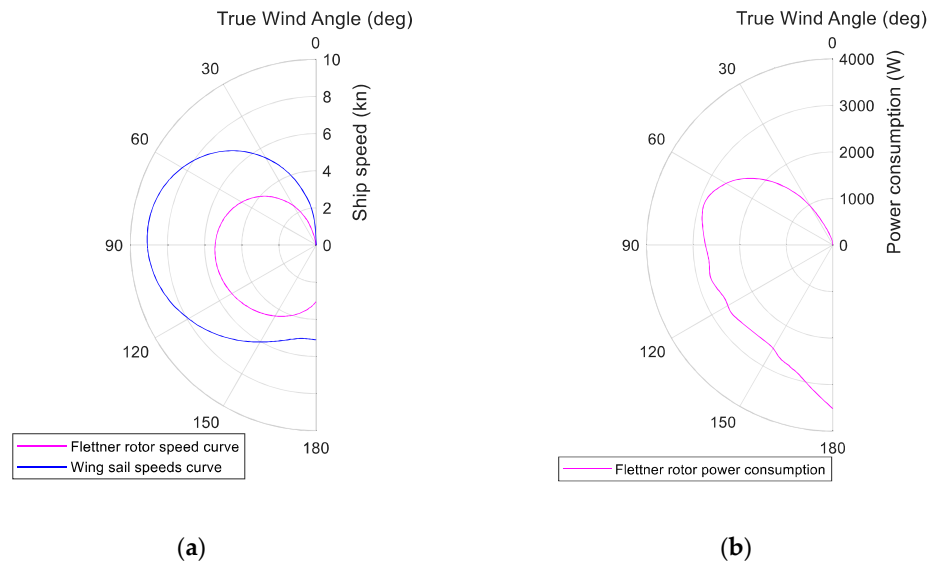 True Wind Angle (deg)
0
30
60
90
120
150
180
10
8
6
4
2
0
Ship speed (kn)
Flettner rotor speed curve
Wing sail speeds curve
(a)
True Wind Angle (deg)
0
30
60
90
120
150
180
4000
3000
2000
1000
0
Power consumption (W)
Flettner rotor power consumption
(b)